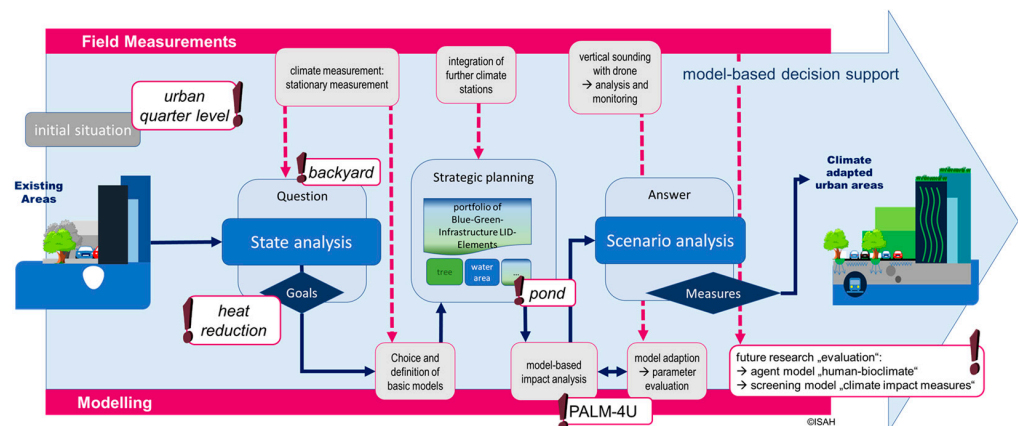 Field Measurements
model-based decision support
climate measurement:
stationary measurement
integration of
further climate
stations
vertical sounding
with drone
→ analysis and
monitoring
urban
quarter level
!
initial situation
Existing
Areas
Question
!
backyard
State analysis
Goals
!
heat
reduction
Strategic planning
portfolio of
Blue-Green-
Infrastructure LID-
Elements
tree
water
area
...
!
pond
Answer
Scenario analysis
Measures
Climate
adapted
urban areas
Choice and
definition of
basic models
model-based
impact analysis
model adaption
→ parameter
evaluation
!
PALM-4U
future research „evaluation“:
→ agent model „human-bioclimate“
→ screening model „climate impact measures“
!
Modelling
©ISAH